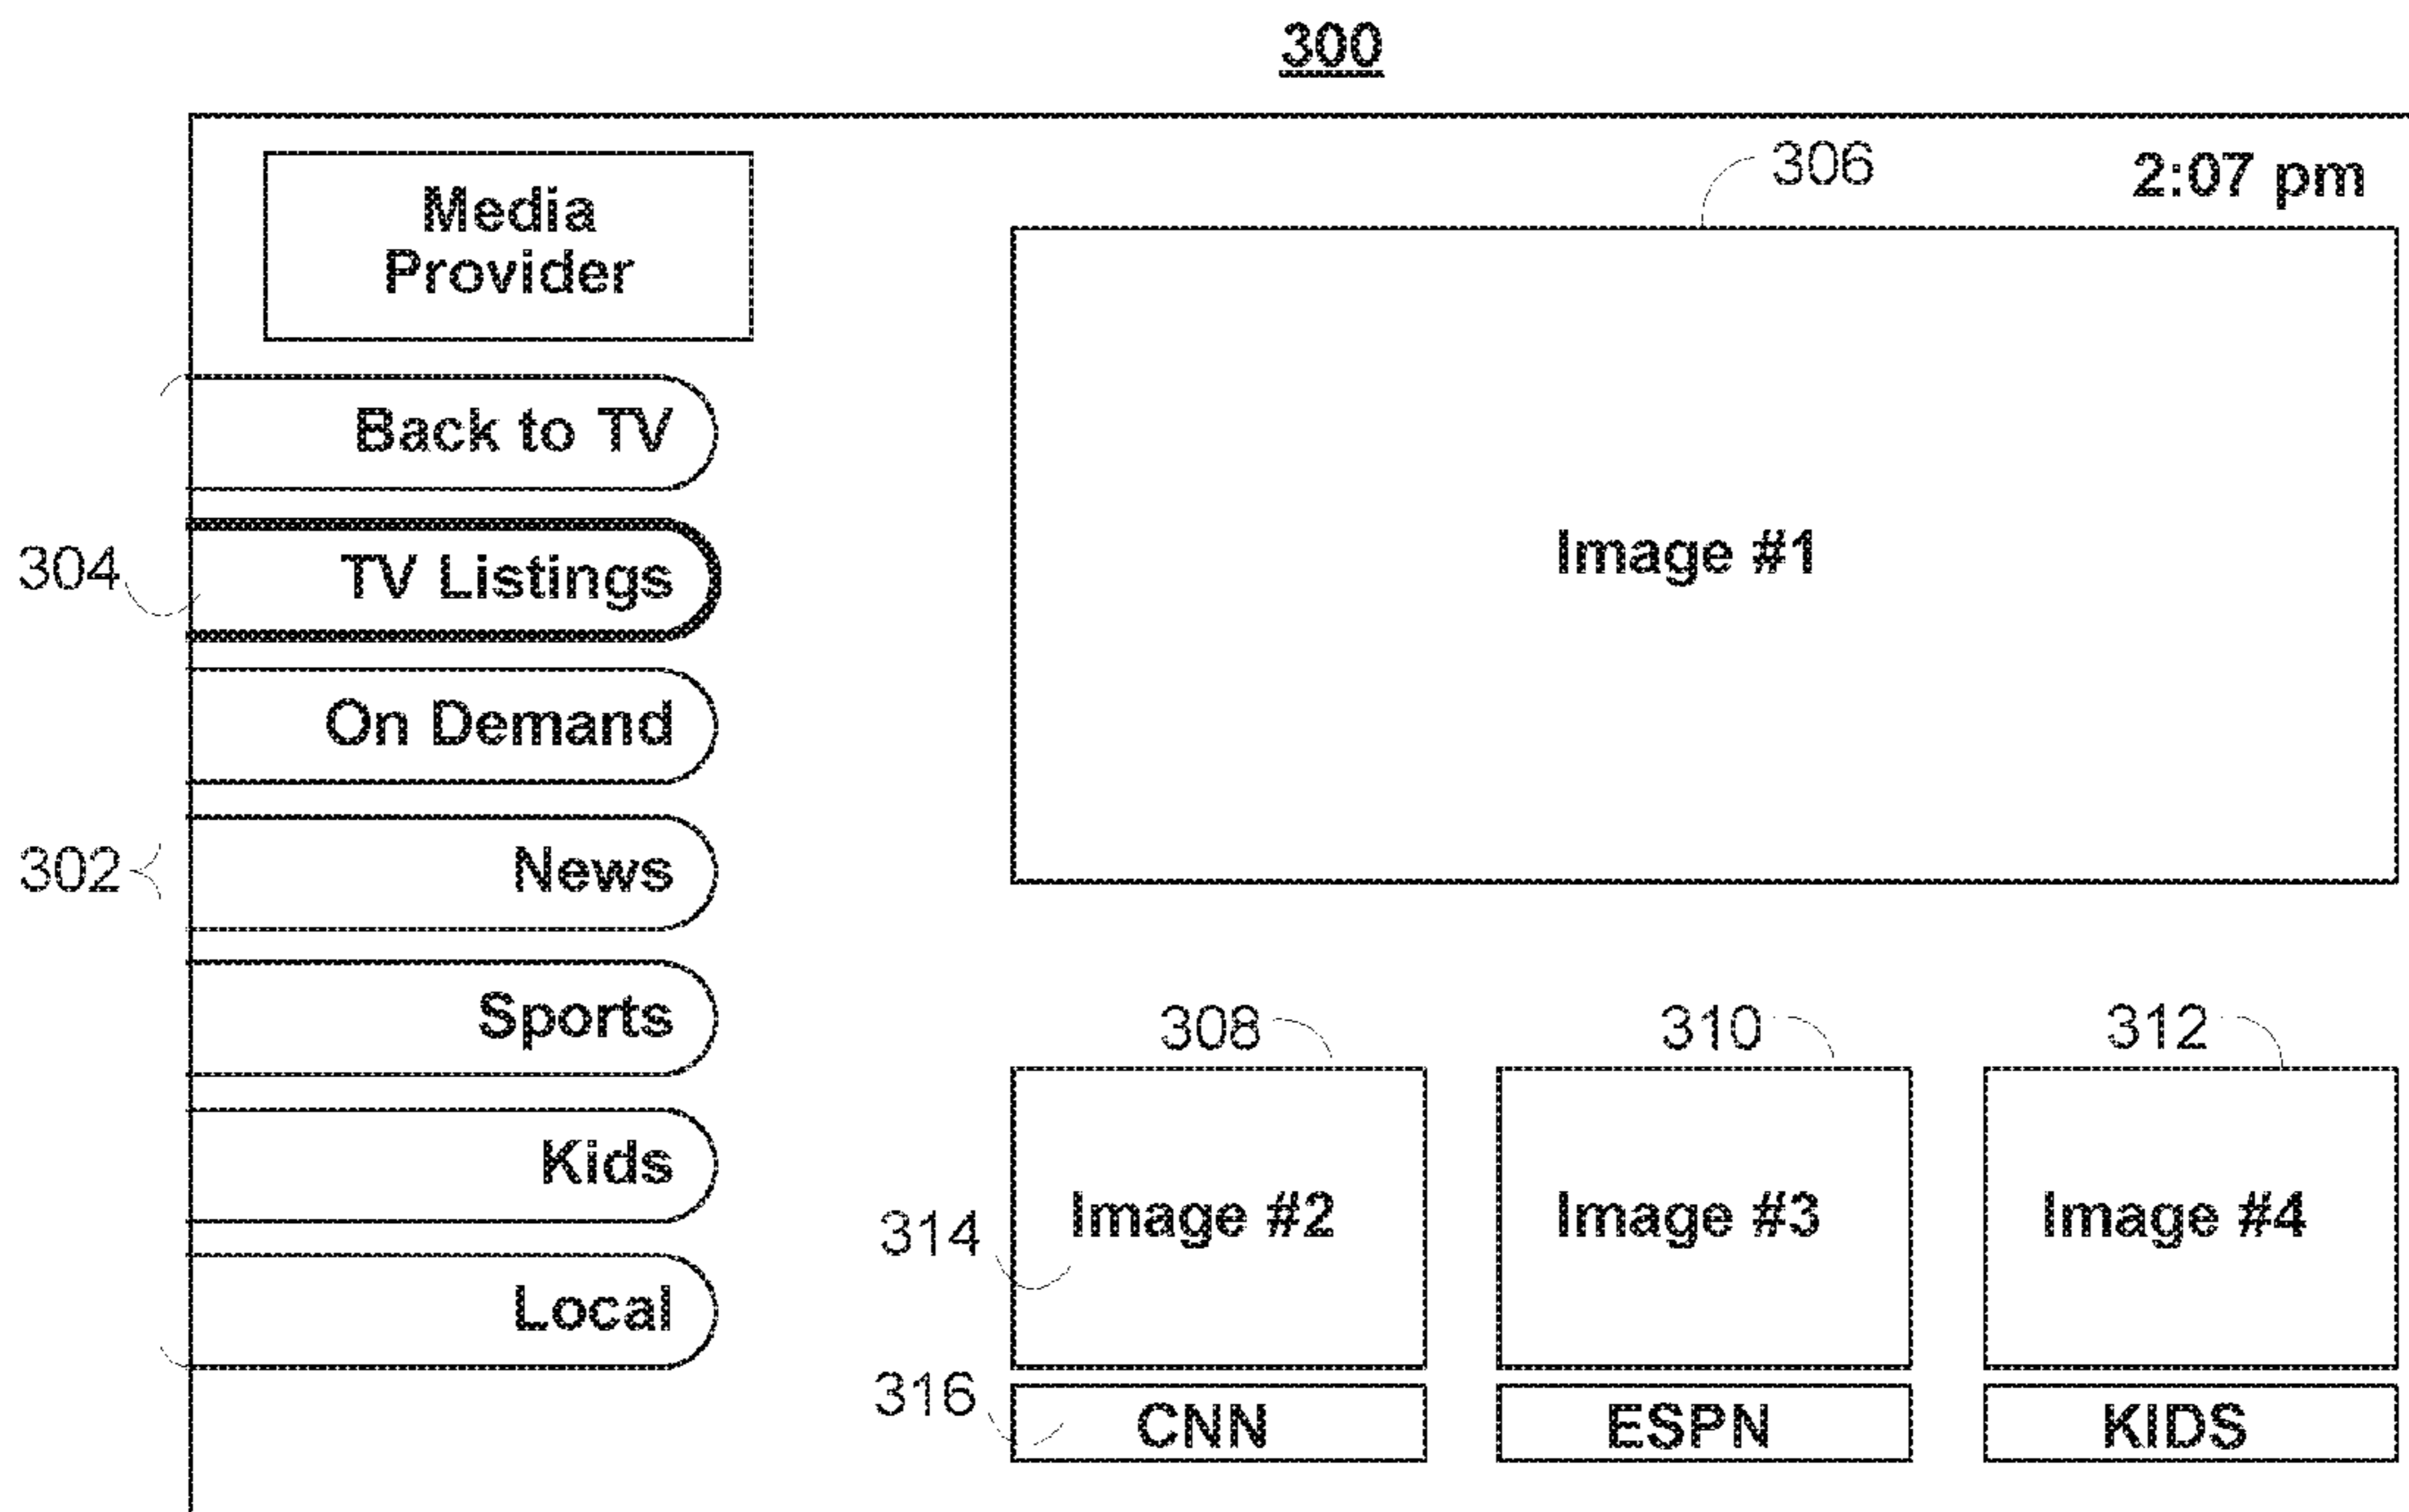 300
306
2:07 pm
Media
Provider
Back to TV
304
TV Listings
On Demand
302
News
Sports
Kids
Local
Image #1
308
310
312
314
Image #2
Image #3
Image #4
316
CNN
ESPN
KIDS